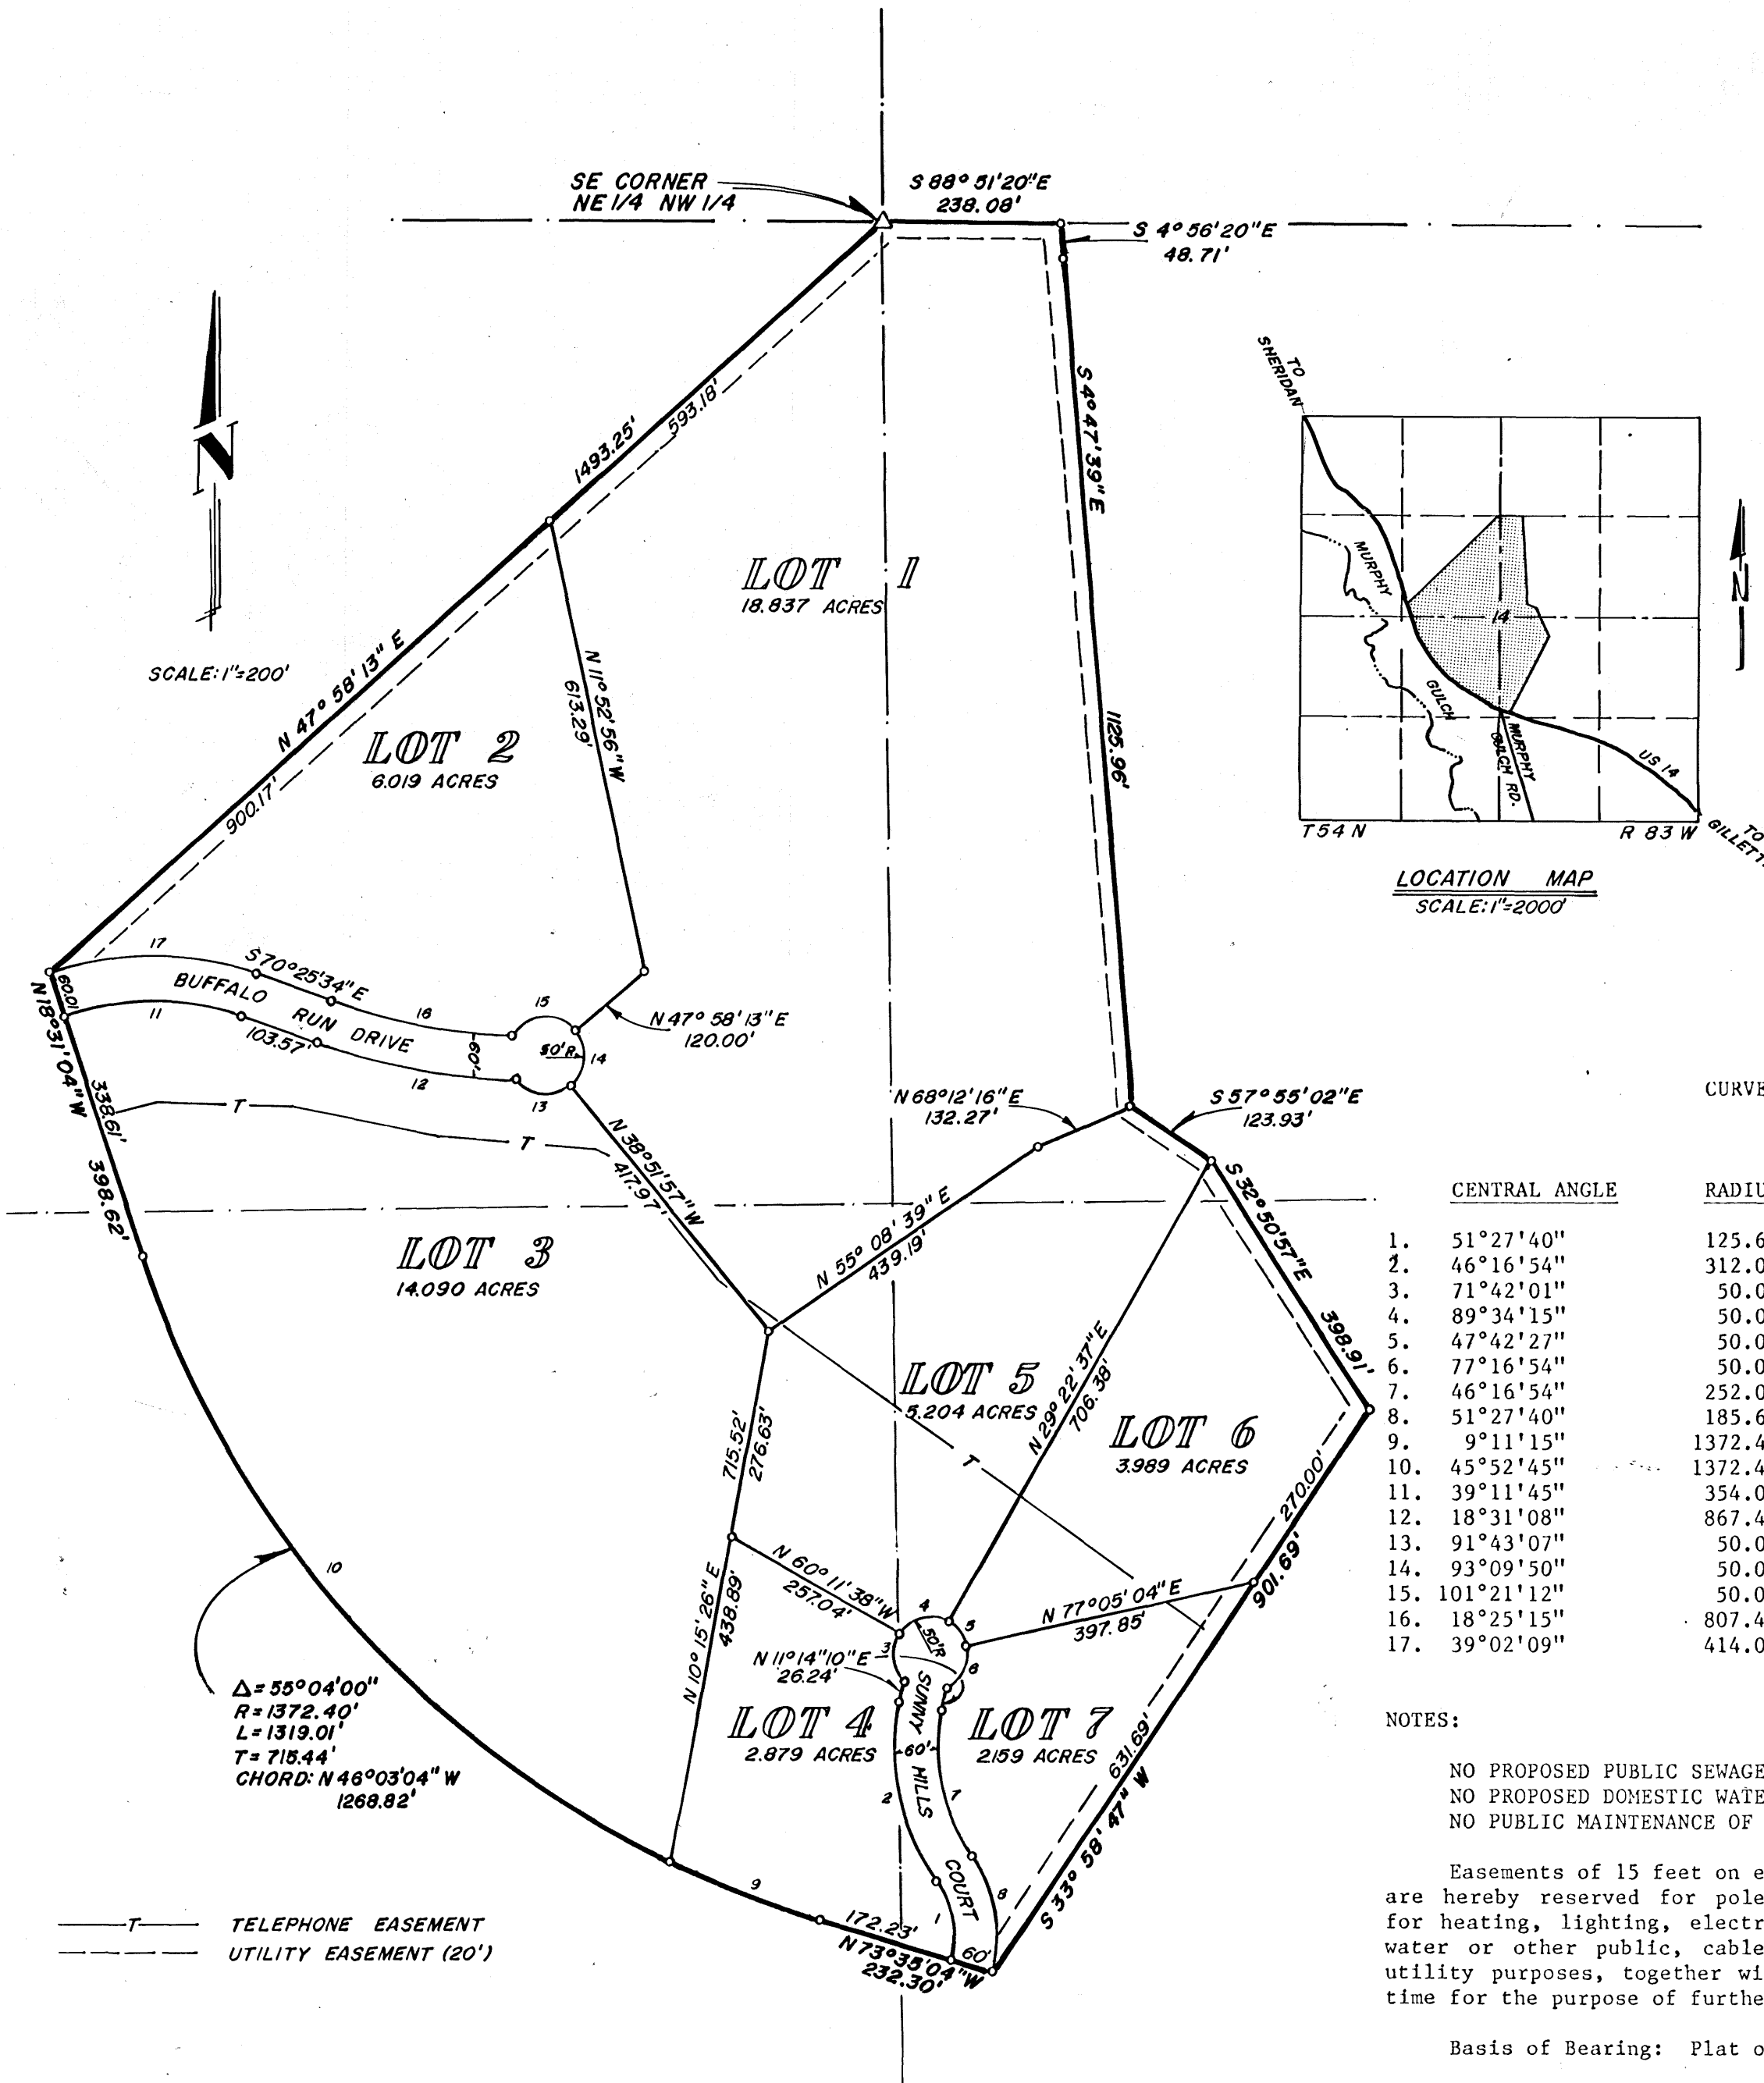 SE CORNER
NE 1/4 NW 1/4
S 88° 51'20"E
238.08'
S 4° 56'20"E
48.71'
N
SCALE: 1"=200'
1493.25'
593.18'
N 47° 58' 13" E
900.17'
S 4° 47' 39" E
1125.96'
LOT 1
18.837 ACRES
N 11° 52' 56" W
613.29'
LOT 2
6.019 ACRES
TO
SHERIDAN
MURPHY
GULCH
14
MURPHY
GULCH RD.
US 14
TO
T54 N
R 83 W
N
LOCATION MAP
SCALE: 1"=2000'
17
S 70° 25'34" E
BUFFALO
RUN DRIVE
60.01
11
103.57'
16
12
60'
15
50'R.
14
13
N 47° 58' 13" E
120.00'
N 18° 31' 04" W
338.61'
398.62'
T
T
N 38° 51' 57" W
417.97'
N 68° 12' 16" E
132.27'
S 57° 55' 02" E
123.93'
S 32° 50' 57" E
398.91'
N 55° 08' 39" E
439.19'
LOT 3
14.090 ACRES
LOT 5
5.204 ACRES
N 29° 22' 37" E
706.38'
T
LOT 6
3.989 ACRES
715.52'
276.63'
270.00'
901.69'
10
N 10° 15' 26" E
438.89'
N 60° 11' 38" W
257.04'
4
5
50'R
3
6
N 77° 05' 04" E
397.85'
N 11° 14" 10" E
26.24'
Δ = 55° 04' 00"
R = 1372.40'
L = 1319.01'
T = 715.44'
CHORD: N 46° 03' 04" W
1268.82'
LOT 4
2.879 ACRES
LOT 7
2.159 ACRES
SUNNY HILLS
COURT
60'
2
7
631.69'
S 33° 58' 47" W
9
1
8
172.23'
60'
N 73° 35' 04" W
232.30'
T TELEPHONE EASEMENT
UTILITY EASEMENT (20')
CURVE
CENTRAL ANGLE RADIU
1. 51°27'40" 125.6
2. 46°16'54" 312.0
3. 71°42'01" 50.0
4. 89°34'15" 50.0
5. 47°42'27" 50.0
6. 77°16'54" 50.0
7. 46°16'54" 252.0
8. 51°27'40" 185.6
9. 9°11'15" 1372.4
10. 45°52'45" 1372.4
11. 39°11'45" 354.0
12. 18°31'08" 867.4
13. 91°43'07" 50.0
14. 93°09'50" 50.0
15. 101°21'12" 50.0
16. 18°25'15" 807.4
17. 39°02'09" 414.0
NOTES:
NO PROPOSED PUBLIC SEWAGE
NO PROPOSED DOMESTIC WATE
NO PUBLIC MAINTENANCE OF
Easements of 15 feet on e
are hereby reserved for pole
for heating, lighting, electr
water or other public, cable
utility purposes, together wi
time for the purpose of furthe
Basis of Bearing: Plat o